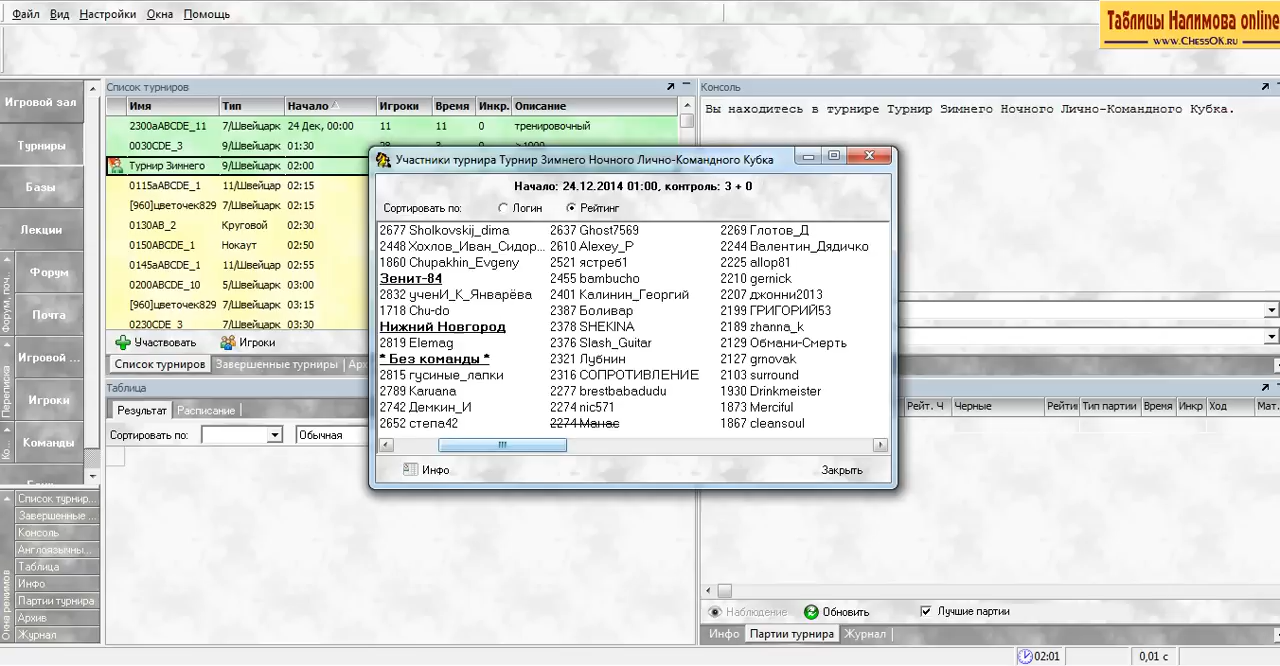 Файл Вид Настройки Окна Помощь
Таблицы Налимова online
www.ChessOK.ru
Игровой зал
Турниры
Базы
Лекции
Форум, поч...
Форум
Почта
Переписка
Игровой ...
Игроки
Ко...
Команды
Окна режимов
Список турнир...
Завершенные ...
Консоль
Англоязычны...
Таблица
Инфо
Партии турнира
Архив
Журнал
Список турниров
Имя Тип Начало Игроки Время Инкр. Описание
2300aABCDE_11 7/Швейцарк 24 Дек, 00:00 11 11 0 тренировочный
0030CDE_3 9/Швейцарк 01:30
Турнир Зимнего 9/Швейцарк 02:00
0115aABCDE_1 11/Швейцар 02:15
[960]цветочек829 7/Швейцарк 02:15
0130AB_2 Круговой 02:30
0150ABCDE_1 Нокаут 02:50
0145aABCDE_1 11/Швейцар 02:55
0200ABCDE_10 5/Швейцарк 03:00
[960]цветочек829 7/Швейцарк 03:15
0230CDE_3 7/Швейцарк 03:30
Участвовать Игроки
Список турниров Завершенные турниры Арх
Таблица
Результат Расписание
Сортировать по: Обычная
Консоль
Вы находитесь в турнире Турнир Зимнего Ночного Лично-Командного Кубка.
Участники турнира Турнир Зимнего Ночного Лично-Командного Кубка
Начало: 24.12.2014 01:00, контроль: 3 + 0
Сортировать по: Логин Рейтинг
2677 Sholkovskij_dima 2637 Ghost7569 2269 Глотов_Д
2448 Хохлов_Иван_Сидор... 2610 Alexey_P 2244 Валентин_Дядичко
1860 Chupakhin_Evgeny 2521 ястреб1 2225 allop81
Зенит-84 2455 bambucho 2210 gernick
2832 ученИ_К_Январёва 2401 Калинин_Георгий 2207 джонни2013
1718 Chu-do 2387 Боливар 2199 ГРИГОРИЙ53
Нижний Новгород 2378 SHEKINA 2189 zhanna_k
2819 Elemag 2376 Slash_Guitar 2129 Обмани-Смерть
* Без команды * 2321 Лубнин 2127 grnovak
2815 гусиные_лапки 2316 СОПРОТИВЛЕНИЕ 2103 surround
2789 Karuana 2277 brestbabadudu 1930 Drinkmeister
2742 Демкин_И 2274 nic571 1873 Merciful
2652 степа42 2274 Манас 1867 cleansoul
Инфо Закрыть
Рейт. Ч Черные Рейти Тип партии Время Инкр Ход Мат.
Наблюдение Обновить Лучшие партии
Инфо Партии турнира Журнал
02:01 0,01 с